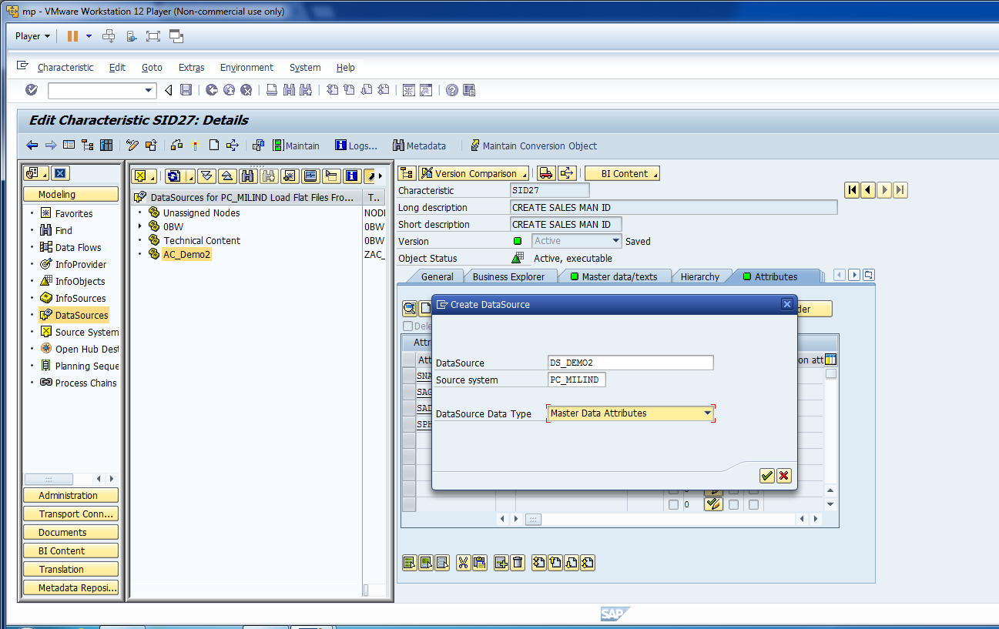 mp - VMware Workstation 12 Player (Non-commercial use only)
Player
Characteristic Edit Goto Extras Environment System Help
Edit Characteristic SID27: Details
Maintain Logs... Metadata Maintain Conversion Object
Modeling
Favorites
Find
Data Flows
InfoProvider
InfoObjects
InfoSources
DataSources
Source System
Open Hub Dest
Planning Seque
Process Chains
Administration
Transport Conn...
Documents
BI Content
Translation
Metadata Reposi...
DataSources for PC_MILIND Load Flat Files Fro... T..
Unassigned Nodes NODI
0BW 0BW
Technical Content 0BW
AC_Demo2 ZAC_
Version Comparison BI Content
Characteristic SID27
Long description CREATE SALES MAN ID
Short description CREATE SALES MAN ID
Version Active Saved
Object Status Active, executable
General Business Explorer Master data/texts Hierarchy Attributes
der
Dele
Attr
Att on att
SNA
SAG
SAD
SPH
Create DataSource
DataSource DS_DEMO2
Source system PC_MILIND
DataSource Data Type Master Data Attributes
0
SAP